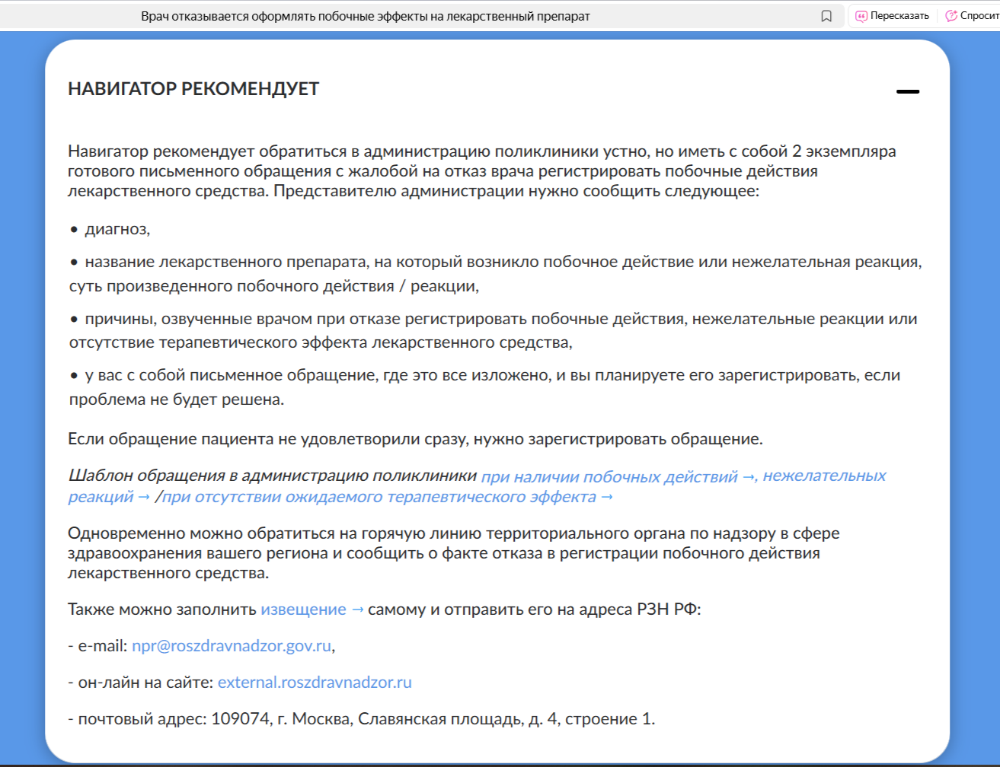 Врач отказывается оформлять побочные эффекты на лекарственный препарат
Пересказать
Спросит
НАВИГАТОР РЕКОМЕНДУЕТ
Навигатор рекомендует обратиться в администрацию поликлиники устно, но иметь с собой 2 экземпляра
готового письменного обращения с жалобой на отказ врача регистрировать побочные действия
лекарственного средства. Представителю администрации нужно сообщить следующее:
• диагноз,
• название лекарственного препарата, на который возникло побочное действие или нежелательная реакция,
суть произведенного побочного действия / реакции,
• причины, озвученные врачом при отказе регистрировать побочные действия, нежелательные реакции или
отсутствие терапевтического эффекта лекарственного средства,
• у вас с собой письменное обращение, где это все изложено, и вы планируете его зарегистрировать, если
проблема не будет решена.
Если обращение пациента не удовлетворили сразу, нужно зарегистрировать обращение.
Шаблон обращения в администрацию поликлиники при наличии побочных действий →, нежелательных
реакций → /при отсутствии ожидаемого терапевтического эффекта →
Одновременно можно обратиться на горячую линию территориального органа по надзору в сфере
здравоохранения вашего региона и сообщить о факте отказа в регистрации побочного действия
лекарственного средства.
Также можно заполнить извещение → самому и отправить его на адреса РЗН РФ:
- e-mail: npr@roszdravnadzor.gov.ru,
- он-лайн на сайте: external.roszdravnadzor.ru
- почтовый адрес: 109074, г. Москва, Славянская площадь, д. 4, строение 1.